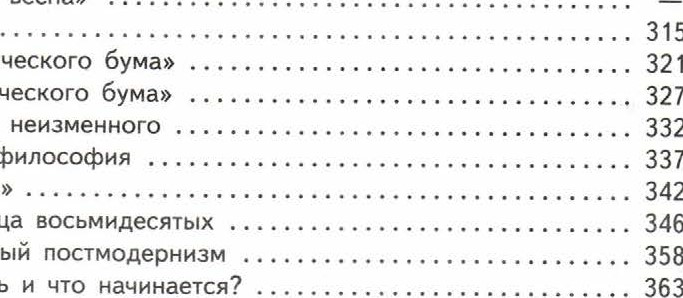 весна» ........ —
........ 315
ческого бума» ........ 321
ческого бума» ........ 327
неизменного ........ 332
философия ........ 337
» ........ 342
ца восьмидесятых ........ 346
ый постмодернизм ........ 358
ь и что начинается? ........ 363